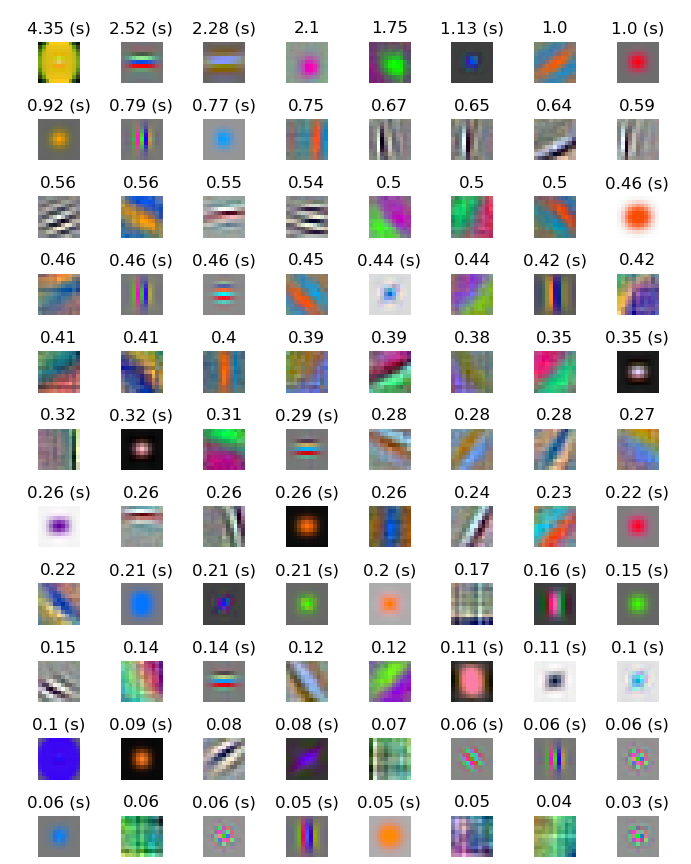 4.35 (s) 2.52 (s) 2.28 (s) 2.1 1.75 1.13 (s) 1.0 1.0 (s)
0.92 (s) 0.79 (s) 0.77 (s) 0.75 0.67 0.65 0.64 0.59
0.56 0.56 0.55 0.54 0.5 0.5 0.5 0.46 (s)
0.46 0.46 (s) 0.46 (s) 0.45 0.44 (s) 0.44 0.42 (s) 0.42
0.41 0.41 0.4 0.39 0.39 0.38 0.35 0.35 (s)
0.32 0.32 (s) 0.31 0.29 (s) 0.28 0.28 0.28 0.27
0.26 (s) 0.26 0.26 0.26 (s) 0.26 0.24 0.23 0.22 (s)
0.22 0.21 (s) 0.21 (s) 0.21 (s) 0.2 (s) 0.17 0.16 (s) 0.15 (s)
0.15 0.14 0.14 (s) 0.12 0.12 0.11 (s) 0.11 (s) 0.1 (s)
0.1 (s) 0.09 (s) 0.08 0.08 (s) 0.07 0.06 (s) 0.06 (s) 0.06 (s)
0.06 (s) 0.06 0.06 (s) 0.05 (s) 0.05 (s) 0.05 0.04 0.03 (s)